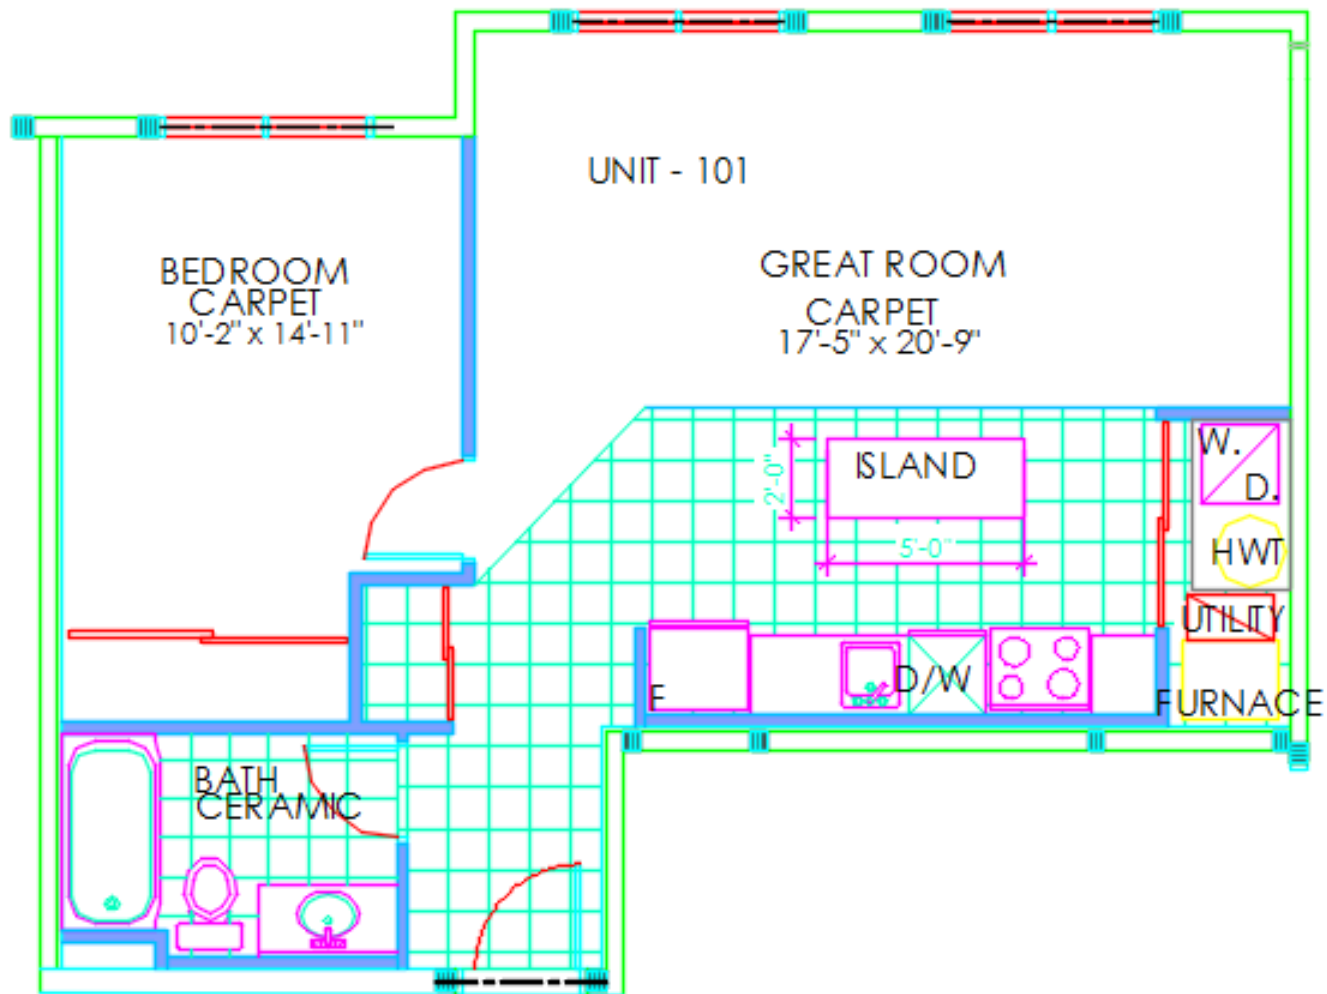 UNIT - 101
BEDROOM
CARPET
10'-2" x 14'-11"
GREAT ROOM
CARPET
17'-5" x 20'-9"
2'-0"
ISLAND
5'-0"
W.
D.
HWT
UTILITY
F
D/W
FURNACE
BATH
CERAMIC